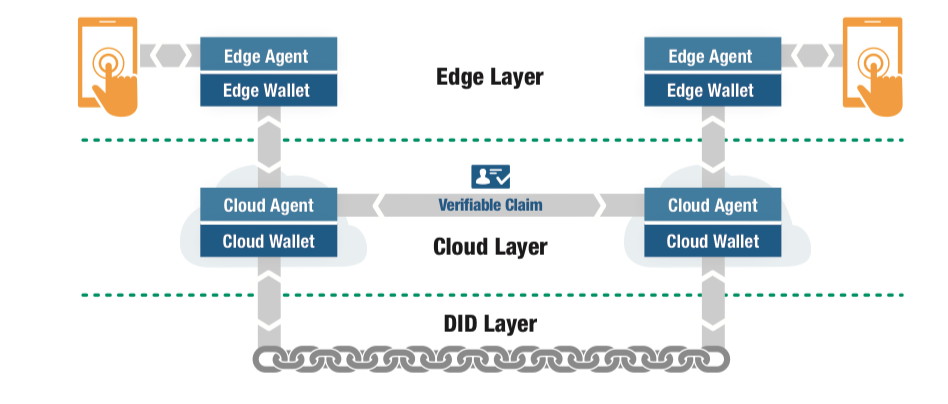 Edge Agent
Edge Wallet
Edge Layer
Edge Agent
Edge Wallet
Cloud Agent
Cloud Wallet
Verifiable Claim
Cloud Layer
Cloud Agent
Cloud Wallet
DID Layer